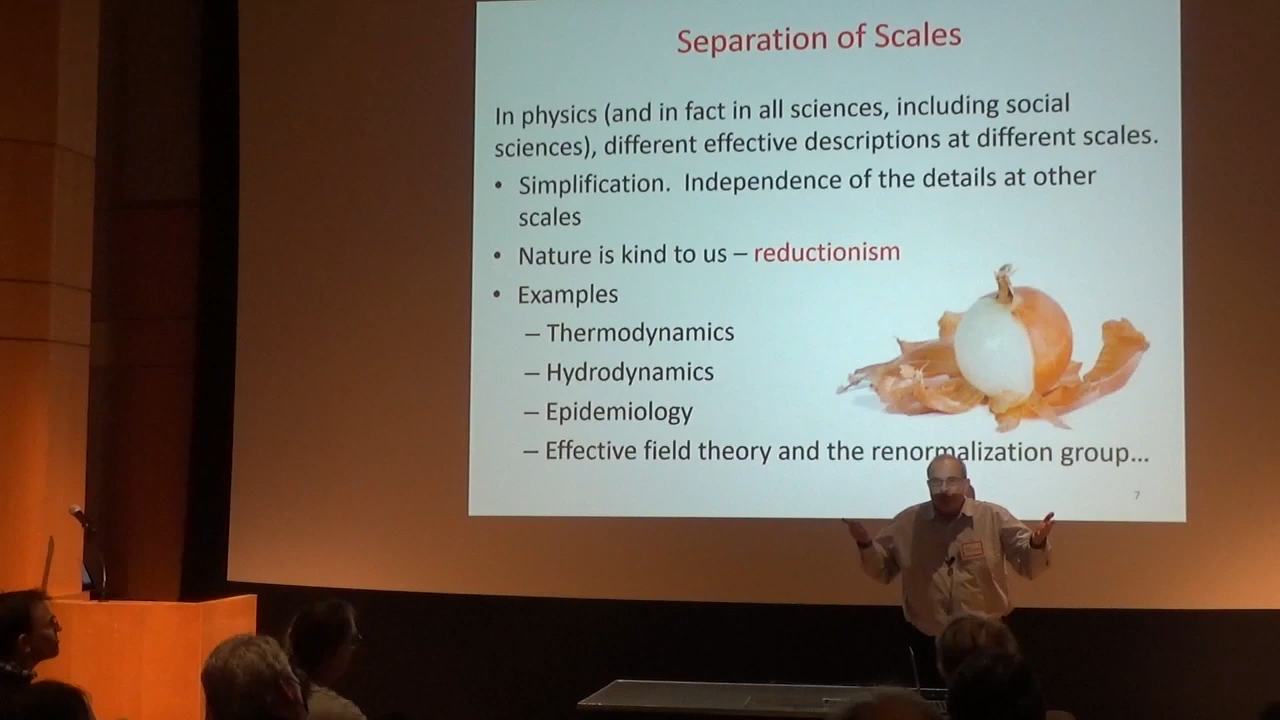 Separation of Scales
In physics (and in fact in all sciences, including social
sciences), different effective descriptions at different scales.
• Simplification.  Independence of the details at other
scales
• Nature is kind to us – reductionism
• Examples
– Thermodynamics
– Hydrodynamics
– Epidemiology
– Effective field theory and the renormalization group...
7